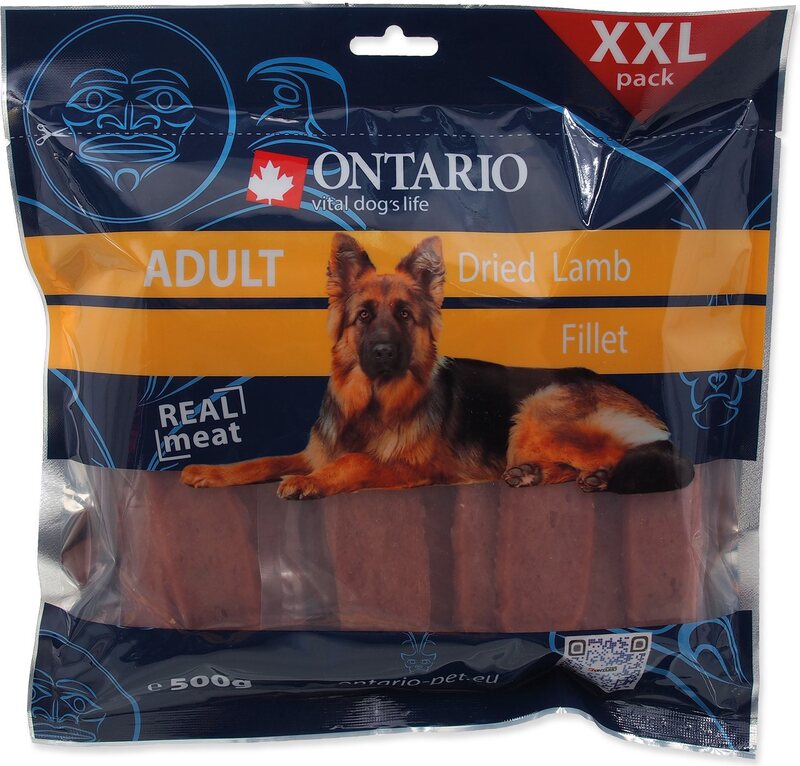 XXL
pack
ONTARIO
vital dog's life
ADULT
Dried Lamb
Fillet
REAL
meat
e 500g
ontario-pet.eu